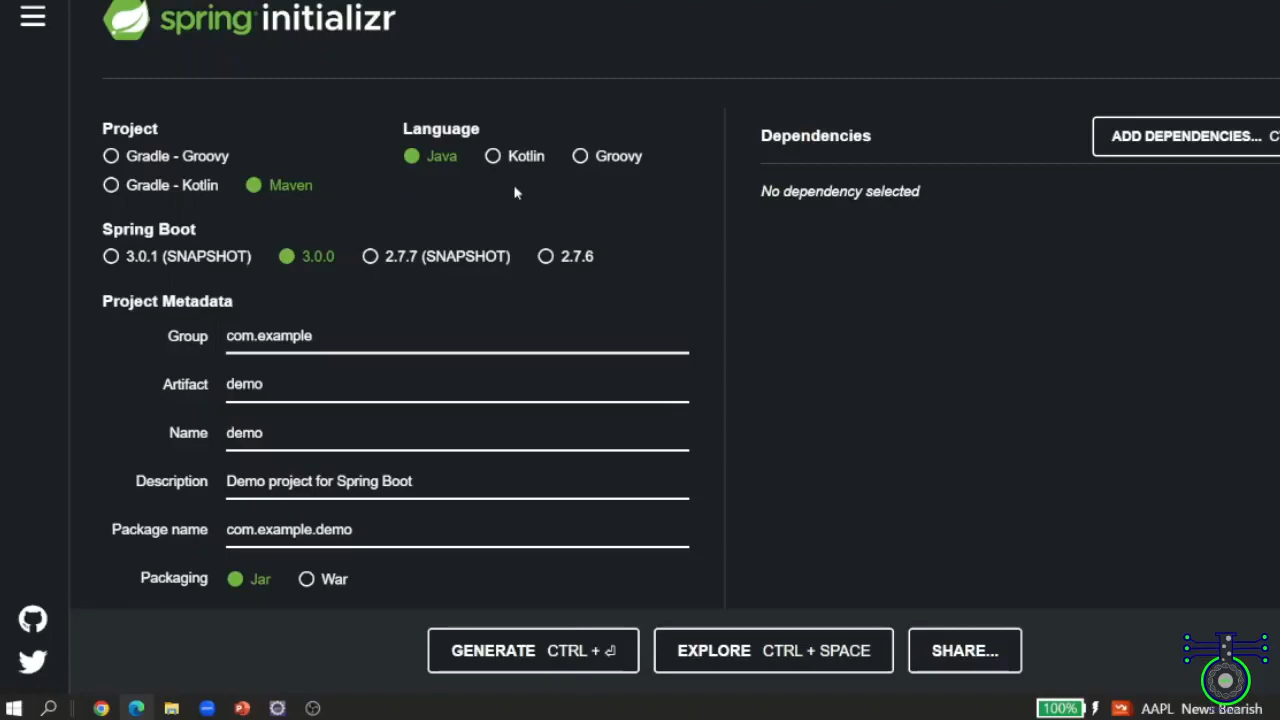 spring initializr
Project
Gradle - Groovy
Gradle - Kotlin Maven
Language
Java Kotlin Groovy
Spring Boot
3.0.1 (SNAPSHOT) 3.0.0 2.7.7 (SNAPSHOT) 2.7.6
Project Metadata
Group com.example
Artifact demo
Name demo
Description Demo project for Spring Boot
Package name com.example.demo
Packaging Jar War
Dependencies
ADD DEPENDENCIES... C
No dependency selected
GENERATE CTRL + ⏎
EXPLORE CTRL + SPACE
SHARE...
100% AAPL News Bearish